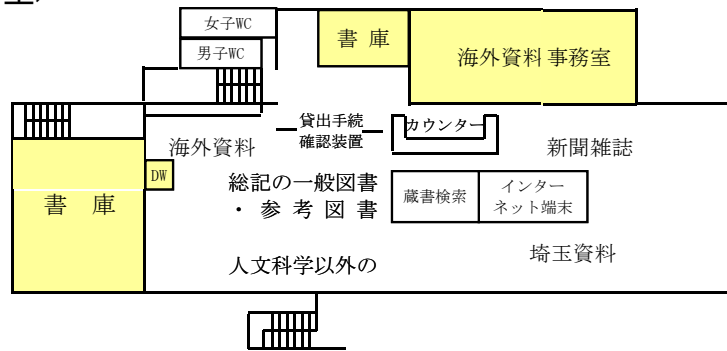 女子WC
男子WC
書 庫
海外資料事務室
貸出手続
確認装置
カウンター
海外資料
新聞雑誌
DW
書 庫
総記の一般図書
・ 参 考 図 書
蔵書検索
インター
ネット端末
埼玉資料
人文科学以外の